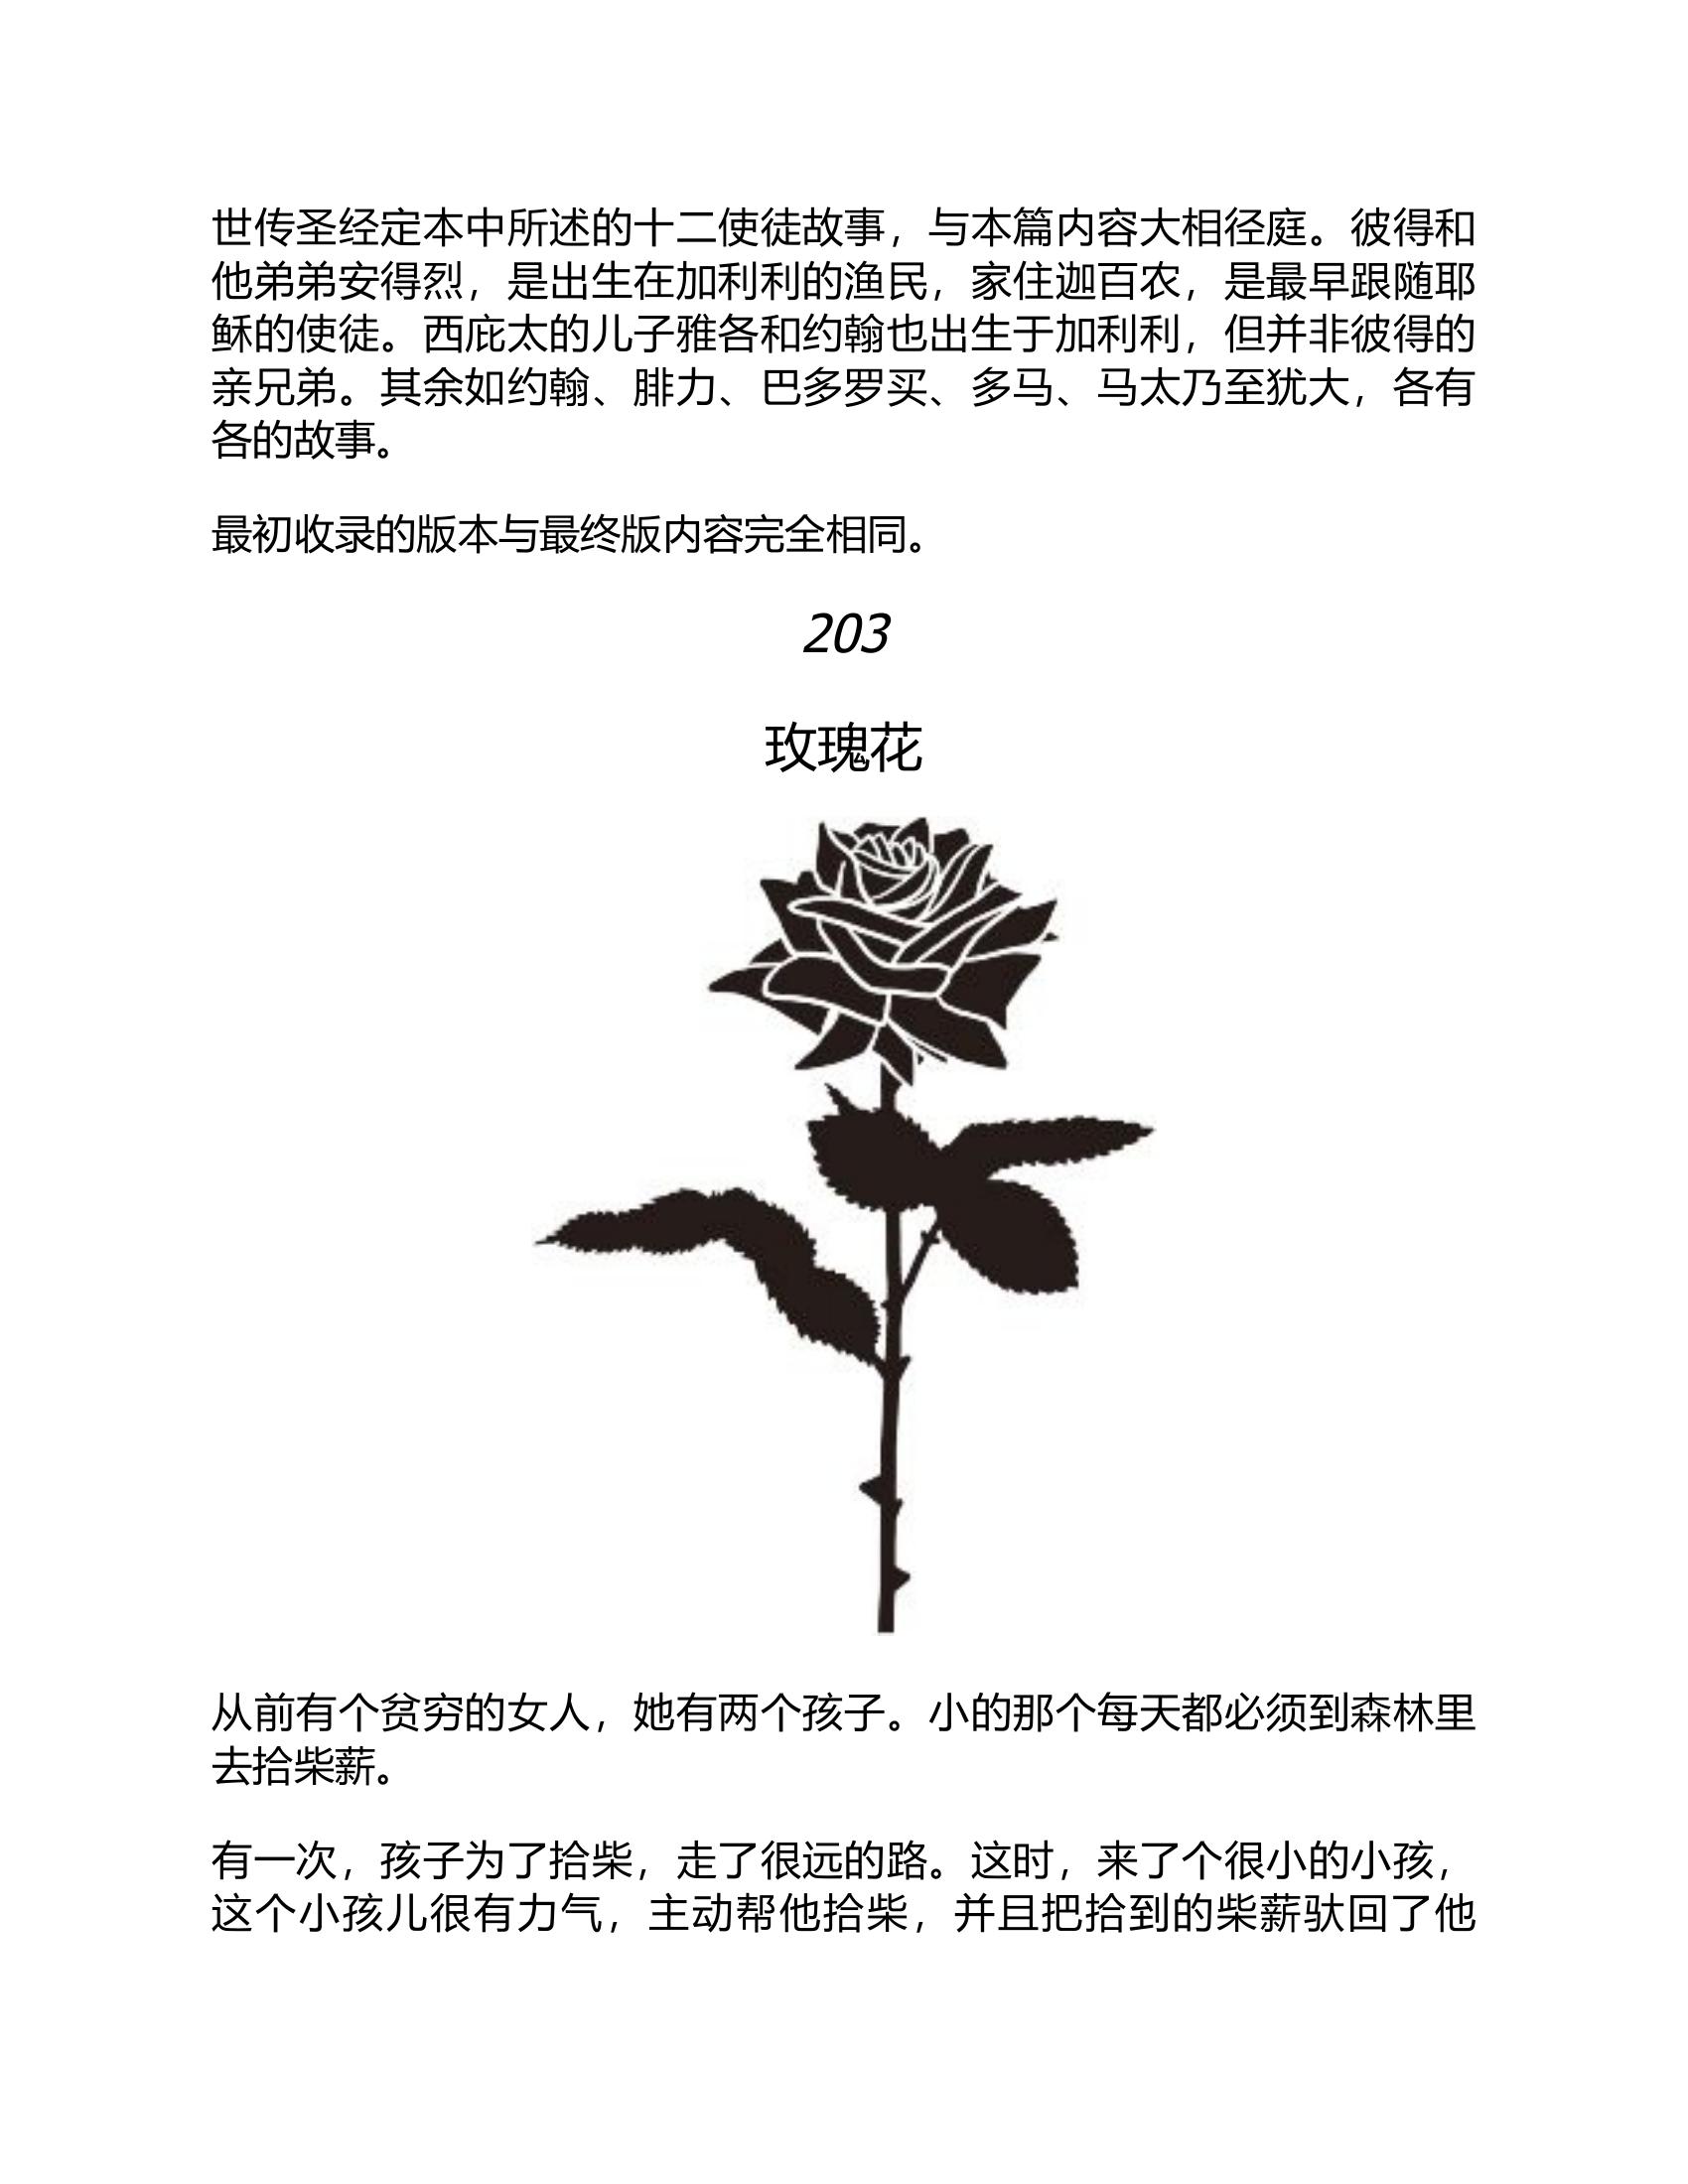 世传圣经定本中所述的十二使徒故事，与本篇内容大相径庭。彼得和
他弟弟安得烈，是出生在加利利的渔民，家住迦百农，是最早跟随耶
稣的使徒。西庇太的儿子雅各和约翰也出生于加利利，但并非彼得的
亲兄弟。其余如约翰、腓力、巴多罗买、多马、马太乃至犹大，各有
各的故事。
最初收录的版本与最终版内容完全相同。
203
玫瑰花
从前有个贫穷的女人，她有两个孩子。小的那个每天都必须到森林里
去拾柴薪。
有一次，孩子为了拾柴，走了很远的路。这时，来了个很小的小孩，
这个小孩儿很有力气，主动帮他拾柴，并且把拾到的柴薪驮回了他